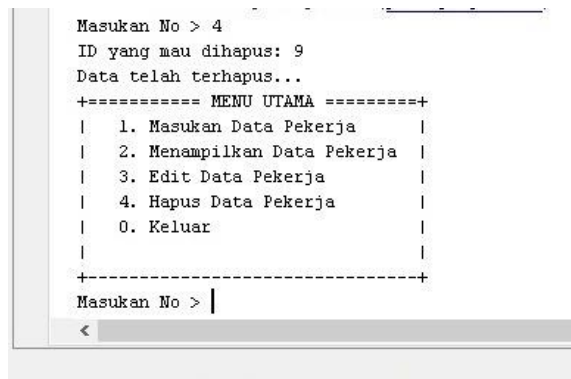 Masukan No > 4
ID yang mau dihapus: 9
Data telah terhapus...
+=========== MENU UTAMA =========+
|   1. Masukan Data Pekerja      |
|   2. Menampilkan Data Pekerja  |
|   3. Edit Data Pekerja         |
|   4. Hapus Data Pekerja        |
|   0. Keluar                    |
|                                |
+--------------------------------+
Masukan No >